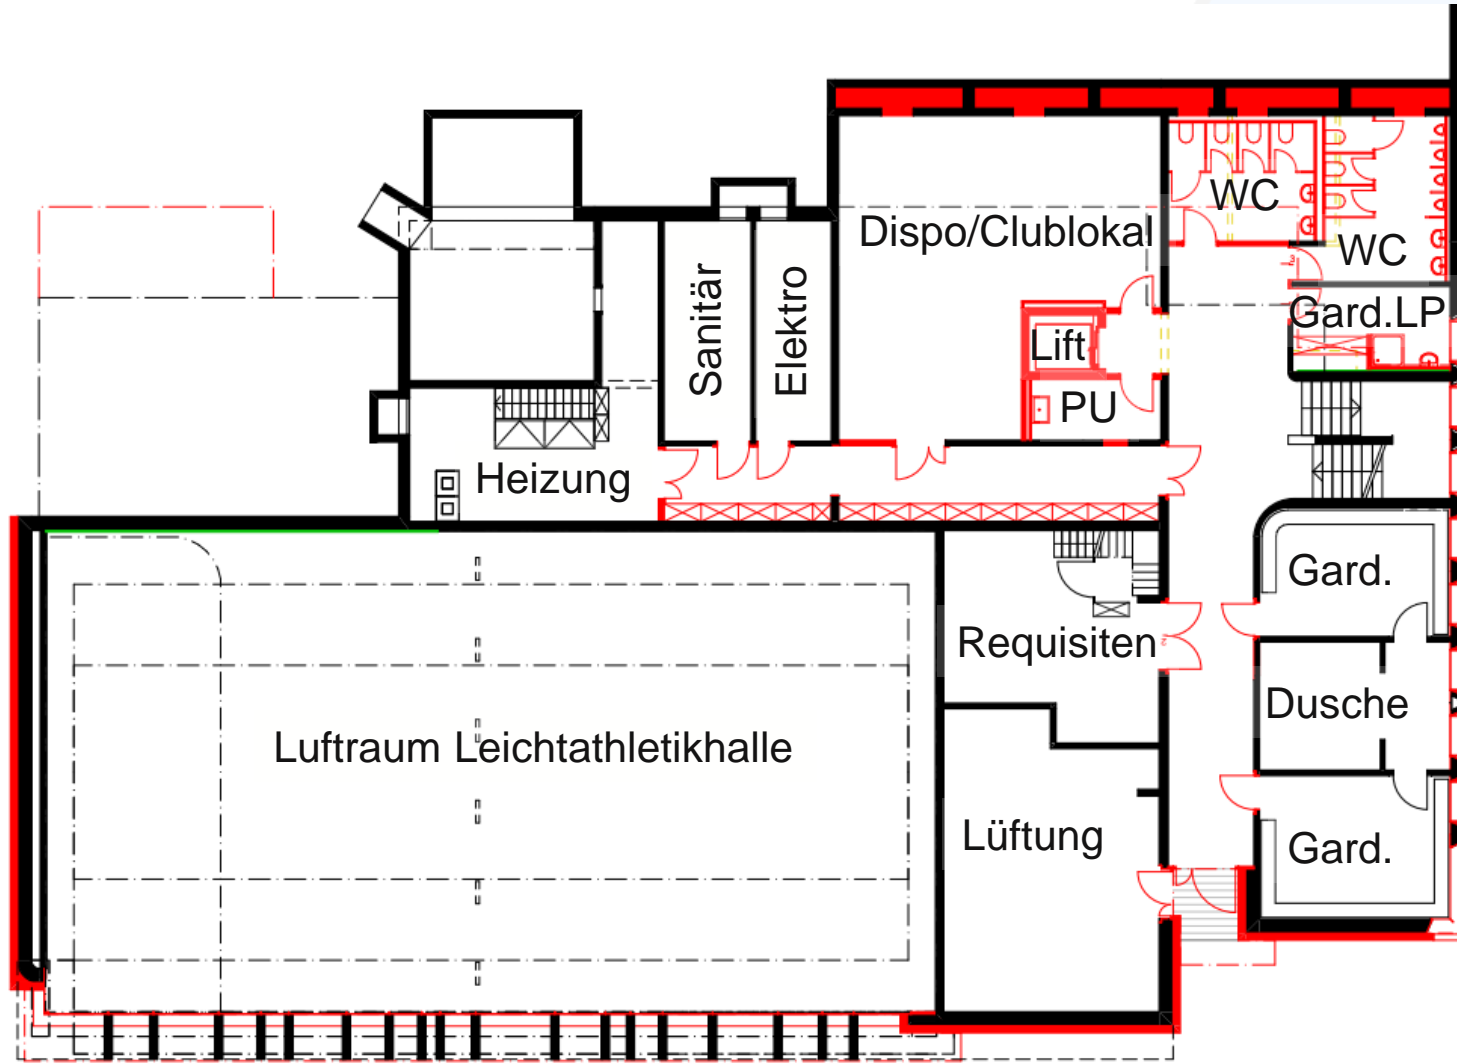 WC
Dispo/Clublokal
WC
Sanitär
Elektro
Gard.LP
Lift
PU
Heizung
Gard.
Requisiten
Dusche
Luftraum Leichtathletikhalle
Lüftung
Gard.